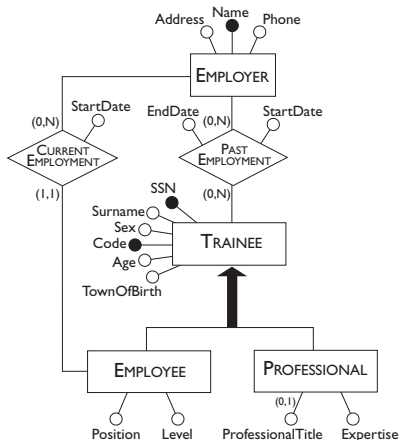 Name
Address Phone
EMPLOYER
StartDate
(0,N)
EndDate (0,N) StartDate
CURRENT
EMPLOYMENT
PAST
EMPLOYMENT
(1,1)
(0,N)
SSN
Surname
Sex
Code
TRAINEE
Age
TownOfBirth
EMPLOYEE
PROFESSIONAL
(0,1)
Position Level ProfessionalTitle Expertise